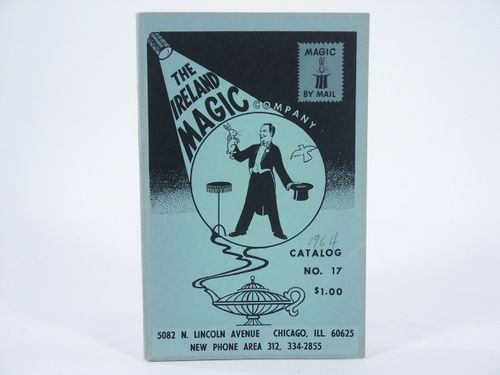 MAGIC
BY MAIL
THE
IRELAND
MAGIC
COMPANY
1964
CATALOG
NO. 17
$1.00
5082 N. LINCOLN AVENUE CHICAGO, ILL. 60625
NEW PHONE AREA 312, 334-2855